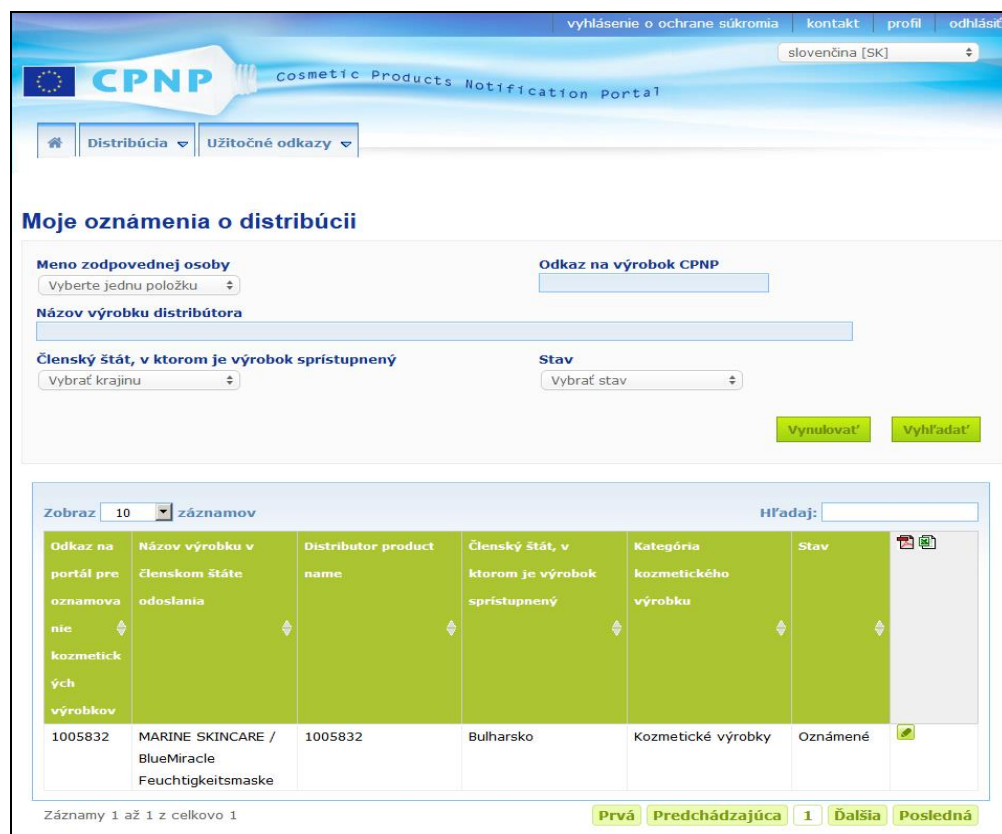 vyhlásenie o ochrane súkromia kontakt profil odhlásiť
slovenčina [SK]
CPNP Cosmetic Products Notification Portal
Distribúcia Užitočné odkazy
Moje oznámenia o distribúcii
Meno zodpovednej osoby Odkaz na výrobok CPNP
Vyberte jednu položku
Názov výrobku distribútora
Členský štát, v ktorom je výrobok sprístupnený Stav
Vybrať krajinu Vybrať stav
Vynulovať Vyhľadať
Zobraz 10 záznamov Hľadaj:
Odkaz na Názov výrobku v Distributor product Členský štát, v Kategória Stav
portál pre členskom štáte name ktorom je výrobok kozmetického
oznamova odoslania sprístupnený výrobku
nie
kozmetick
ých
výrobkov
1005832 MARINE SKINCARE / 1005832 Bulharsko Kozmetické výrobky Oznámené
BlueMiracle
Feuchtigkeitsmaske
Záznamy 1 až 1 z celkovo 1 Prvá Predchádzajúca 1 Ďalšia Posledná